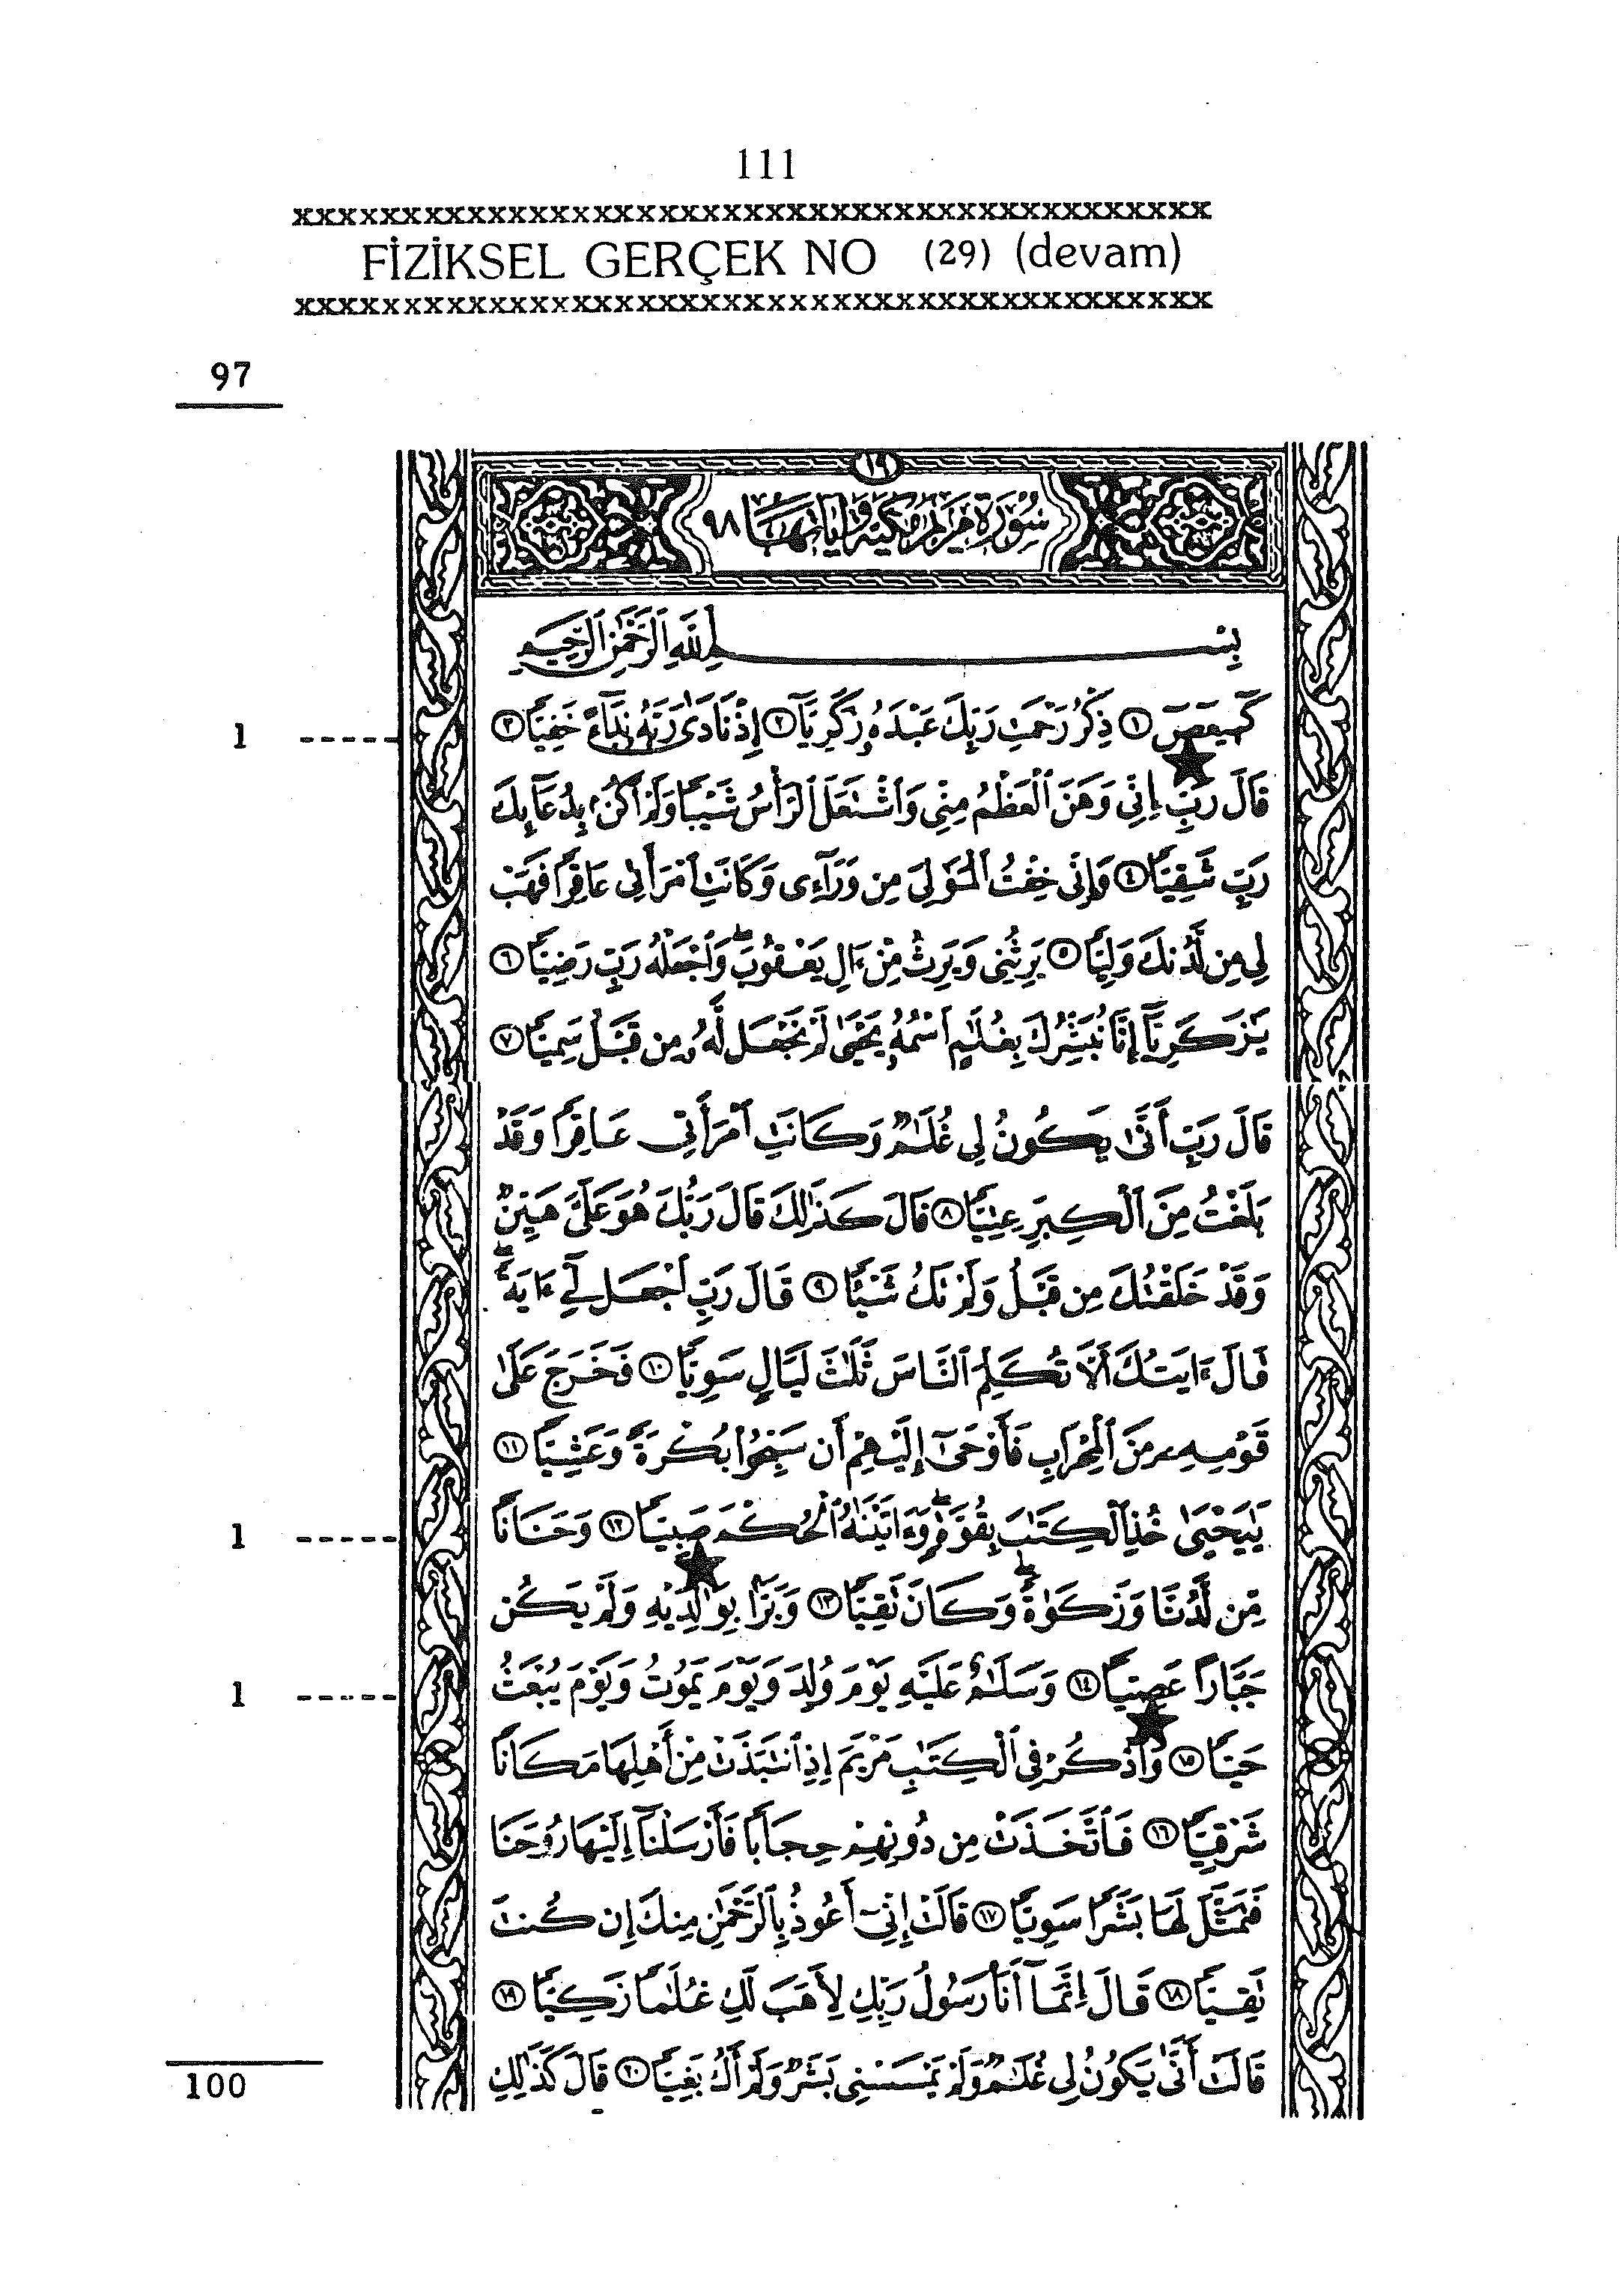 111
xxxxxxxxxxxxxxxxxxxxxxxxxxxxxxxxxxxxxxxxxxx
FİZİKSEL GERÇEK NO (29) (devam)
xxxxxxxxxxxxxxxxxxxxxxxxxxxxxxxxxxxxxxxxxxx
97
١٩
سُورَة مَرْيَم مَكِّيَّة وَآيَاتُهَا ٩٨
بِسْمِ ٱللَّهِ ٱلرَّحْمَٰنِ ٱلرَّحِيمِ
1 ----- كٓهيعٓصٓ ١ ذِكْرُ رَحْمَتِ رَبِّكَ عَبْدَهُۥ زَكَرِيَّآ ٢ إِذْ نَادَىٰ رَبَّهُۥ نِدَآءً خَفِيًّا ٣
قَالَ رَبِّ إِنِّى وَهَنَ ٱلْعَظْمُ مِنِّى وَٱشْتَعَلَ ٱلرَّأْسُ شَيْبًا وَلَمْ أَكُنۢ بِدُعَآئِكَ
رَبِّ شَقِيًّا ٤ وَإِنِّى خِفْتُ ٱلْمَوَٰلِىَ مِن وَرَآءِى وَكَانَتِ ٱمْرَأَتِى عَاقِرًا فَهَبْ
لِى مِن لَّدُنكَ وَلِيًّا ٥ يَرِثُنِى وَيَرِثُ مِنْ ءَالِ يَعْقُوبَ ۖ وَٱجْعَلْهُ رَبِّ رَضِيًّا ٦
يَٰزَكَرِيَّآ إِنَّا نُبَشِّرُكَ بِغُلَٰمٍ ٱسْمُهُۥ يَحْيَىٰ لَمْ نَجْعَل لَّهُۥ مِن قَبْلُ سَمِيًّا ٧
قَالَ رَبِّ أَنَّىٰ يَكُونُ لِى غُلَٰمٌ وَكَانَتِ ٱمْرَأَتِى عَاقِرًا وَقَدْ
بَلَغْتُ مِنَ ٱلْكِبَرِ عِتِيًّا ٨ قَالَ كَذَٰلِكَ قَالَ رَبُّكَ هُوَ عَلَىَّ هَيِّنٌ
وَقَدْ خَلَقْتُكَ مِن قَبْلُ وَلَمْ تَكُ شَيْـًٔا ٩ قَالَ رَبِّ ٱجْعَل لِّىٓ ءَايَةً ۚ
قَالَ ءَايَتُكَ أَلَّا تُكَلِّمَ ٱلنَّاسَ ثَلَٰثَ لَيَالٍ سَوِيًّا ١٠ فَخَرَجَ عَلَىٰ
قَوْمِهِۦ مِنَ ٱلْمِحْرَابِ فَأَوْحَىٰٓ إِلَيْهِمْ أَن سَبِّحُوا۟ بُكْرَةً وَعَشِيًّا ١١
1 ----- يَٰيَحْيَىٰ خُذِ ٱلْكِتَٰبَ بِقُوَّةٍ ۖ وَءَاتَيْنَٰهُ ٱلْحُكْمَ صَبِيًّا ١٢ وَحَنَانًا
مِّن لَّدُنَّا وَزَكَوٰةً ۖ وَكَانَ تَقِيًّا ١٣ وَبَرًّۢا بِوَٰلِدَيْهِ وَلَمْ يَكُن
1 ----- جَبَّارًا عَصِيًّا ١٤ وَسَلَٰمٌ عَلَيْهِ يَوْمَ وُلِدَ وَيَوْمَ يَمُوتُ وَيَوْمَ يُبْعَثُ
حَيًّا ١٥ وَٱذْكُرْ فِى ٱلْكِتَٰبِ مَرْيَمَ إِذِ ٱنتَبَذَتْ مِنْ أَهْلِهَا مَكَانًا
شَرْقِيًّا ١٦ فَٱتَّخَذَتْ مِن دُونِهِمْ حِجَابًا فَأَرْسَلْنَآ إِلَيْهَا رُوحَنَا
فَتَمَثَّلَ لَهَا بَشَرًا سَوِيًّا ١٧ قَالَتْ إِنِّىٓ أَعُوذُ بِٱلرَّحْمَٰنِ مِنكَ إِن كُنتَ
تَقِيًّا ١٨ قَالَ إِنَّمَآ أَنَا۠ رَسُولُ رَبِّكِ لِأَهَبَ لَكِ غُلَٰمًا زَكِيًّا ١٩
قَالَتْ أَنَّىٰ يَكُونُ لِى غُلَٰمٌ وَلَمْ يَمْسَسْنِى بَشَرٌ وَلَمْ أَكُ بَغِيًّا ٢٠ قَالَ كَذَٰلِكِ
100